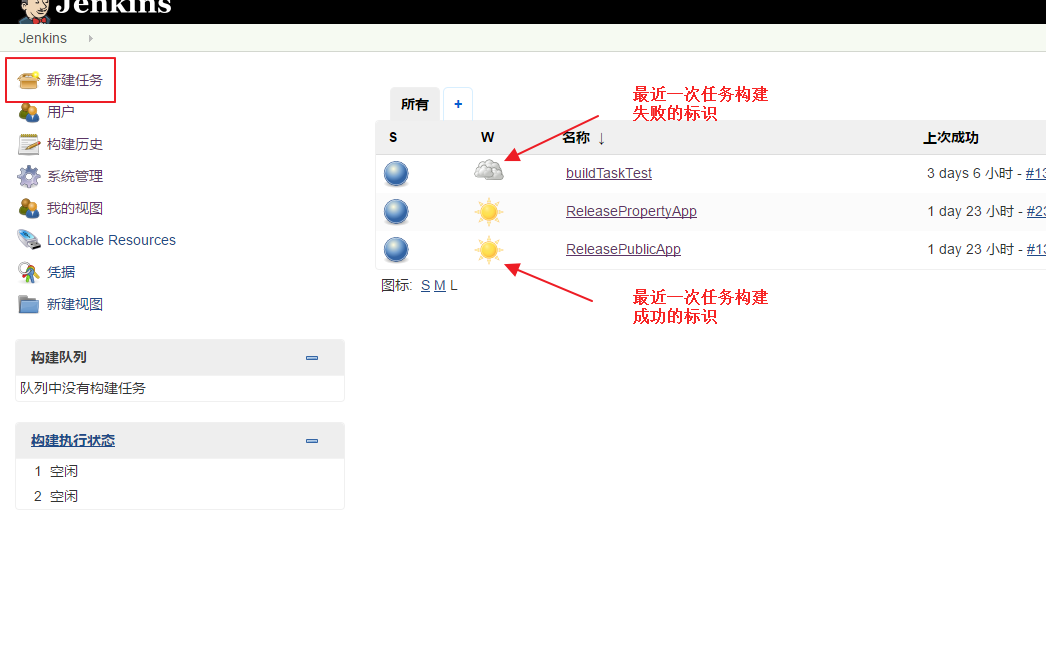 Jenkins
Jenkins
新建任务
用户
构建历史
系统管理
我的视图
Lockable Resources
凭据
新建视图
构建队列
队列中没有构建任务
构建执行状态
1 空闲
2 空闲
所有 +
最近一次任务构建
失败的标识
S W 名称 ↓ 上次成功
buildTaskTest 3 days 6 小时 - #13
ReleasePropertyApp 1 day 23 小时 - #23
ReleasePublicApp 1 day 23 小时 - #13
图标: S M L
最近一次任务构建
成功的标识